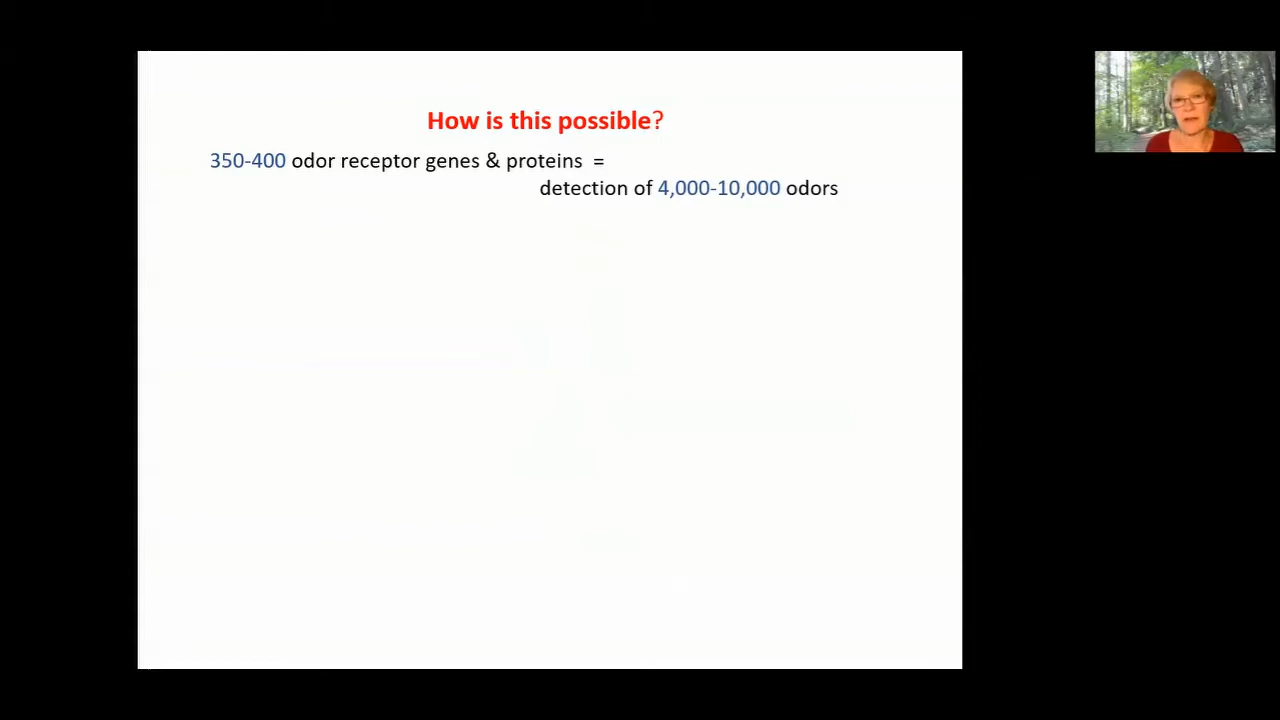 How is this possible?
350-400 odor receptor genes & proteins =
detection of 4,000-10,000 odors